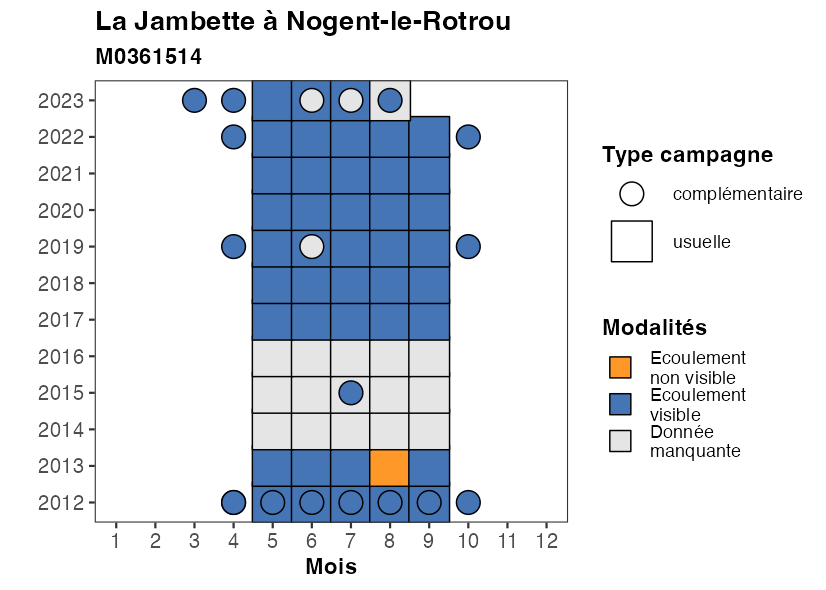 La Jambette à Nogent-le-Rotrou
M0361514
2023
2022
2021
2020
2019
2018
2017
2016
2015
2014
2013
2012
1 2 3 4 5 6 7 8 9 10 11 12
Mois
Type campagne
complémentaire
usuelle
Modalités
Ecoulement
non visible
Ecoulement
visible
Donnée
manquante